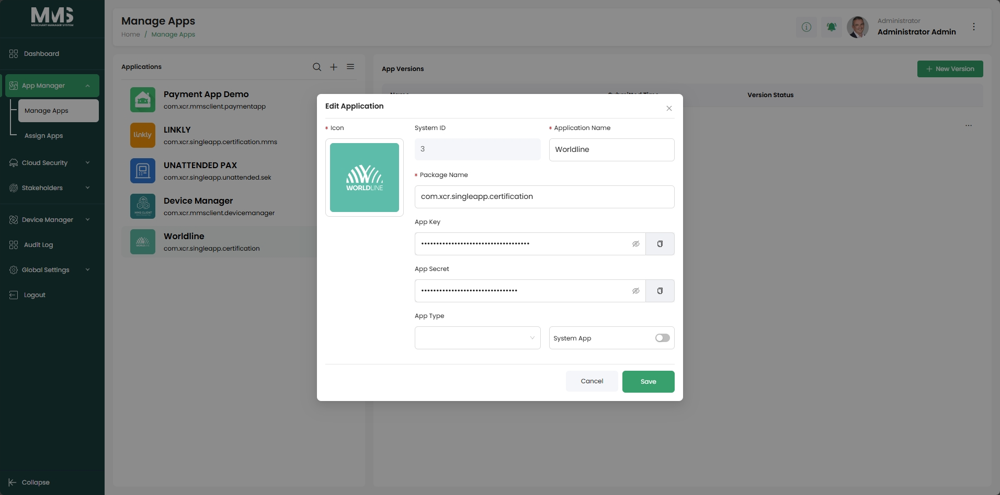 MMS
MERCHANT MANAGER SYSTEM
Dashboard
App Manager
Manage Apps
Assign Apps
Cloud Security
Stakeholders
Device Manager
Audit Log
Global Settings
Logout
Collapse
Manage Apps
Home / Manage Apps
Administrator
Administrator Admin
Applications
Payment App Demo
com.xcr.mmsclient.paymentapp
linkly
LINKLY
com.xcr.singleapp.certification.mms
UNATTENDED PAX
com.xcr.singleapp.unattended.sek
MMS CLIENT
Device Manager
com.xcr.mmsclient.devicemanager
WORLDLINE
Worldline
com.xcr.singleapp.certification
App Versions
+ New Version
Name
Submitted Time
Version Status
...
Edit Application
* Icon
WORLDLINE
System ID
3
* Application Name
Worldline
* Package Name
com.xcr.singleapp.certification
App Key
App Secret
App Type
System App
Cancel
Save